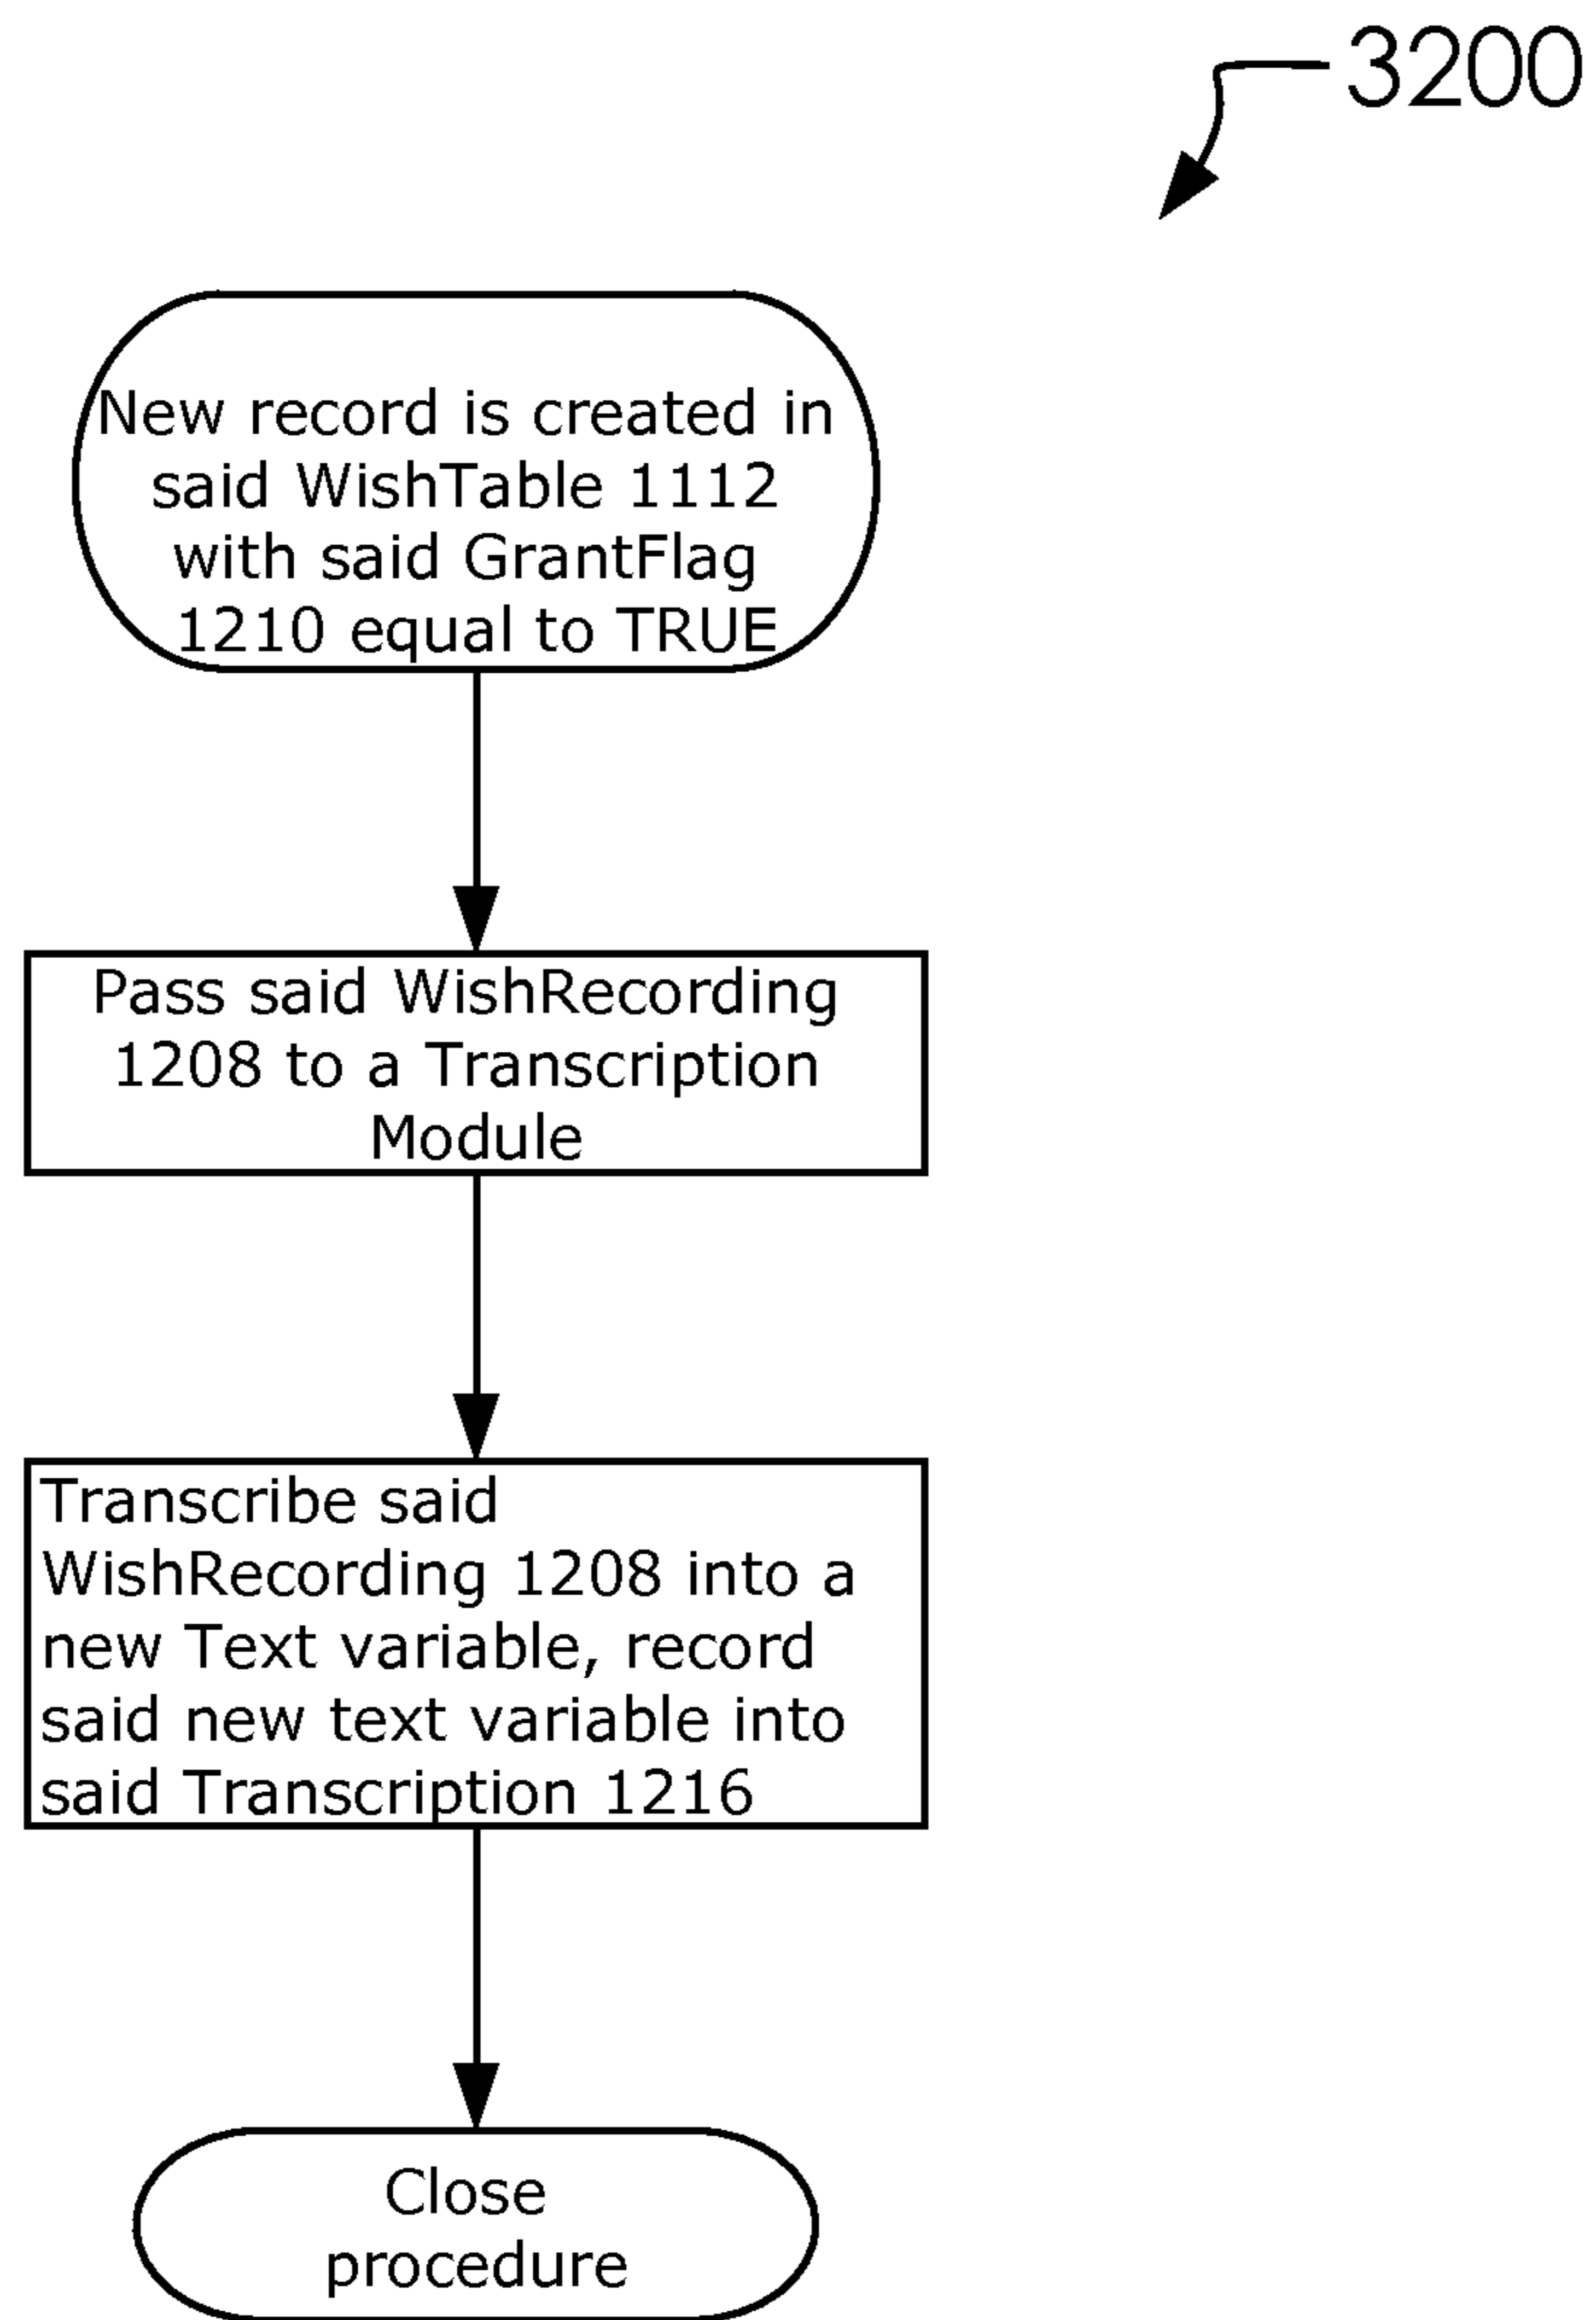 3200
New record is created in
said WishTable 1112
with said GrantFlag
1210 equal to TRUE
Pass said WishRecording
1208 to a Transcription
Module
Transcribe said
WishRecording 1208 into a
new Text variable, record
said new text variable into
said Transcription 1216
Close
procedure